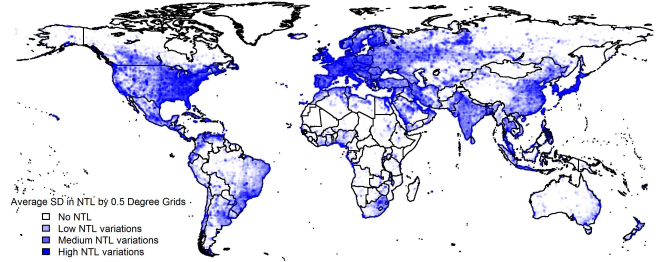 Average SD in NTL by 0.5 Degree Grids
No NTL
Low NTL variations
Medium NTL variations
High NTL variations